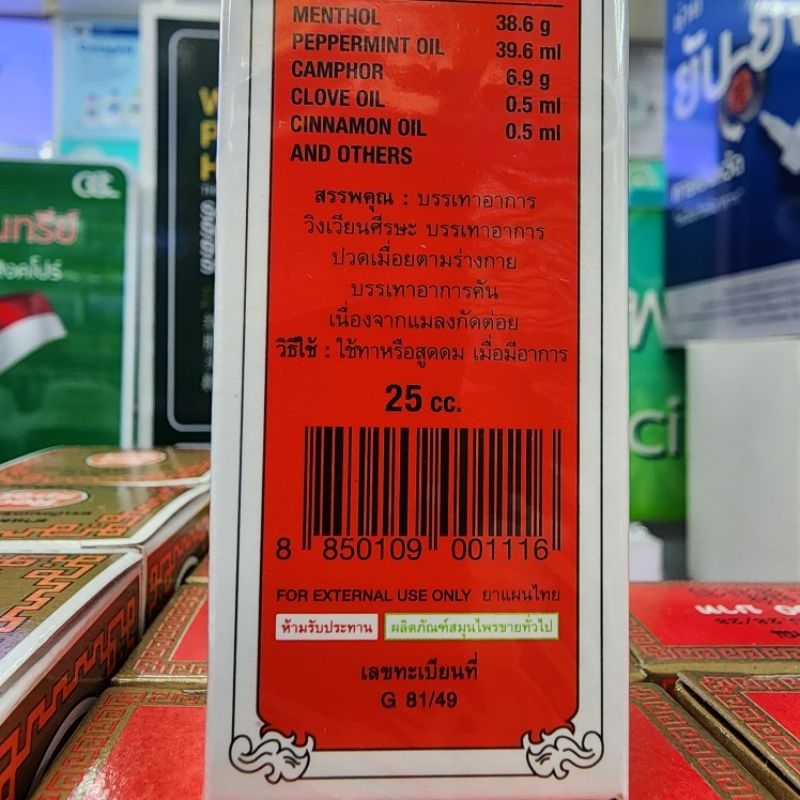 MENTHOL 38.6 g
PEPPERMINT OIL 39.6 ml
CAMPHOR 6.9 g
CLOVE OIL 0.5 ml
CINNAMON OIL 0.5 ml
AND OTHERS
สรรพคุณ : บรรเทาอาการ
วิงเวียนศีรษะ บรรเทาอาการ
ปวดเมื่อยตามร่างกาย
บรรเทาอาการคัน
เนื่องจากแมลงกัดต่อย
วิธีใช้ : ใช้ทาหรือสูดดม เมื่อมีอาการ
25 cc.
8 850109 001116
FOR EXTERNAL USE ONLY ยาแผนไทย
ห้ามรับประทาน ผลิตภัณฑ์สมุนไพรขายทั่วไป
เลขทะเบียนที่
G 81/49